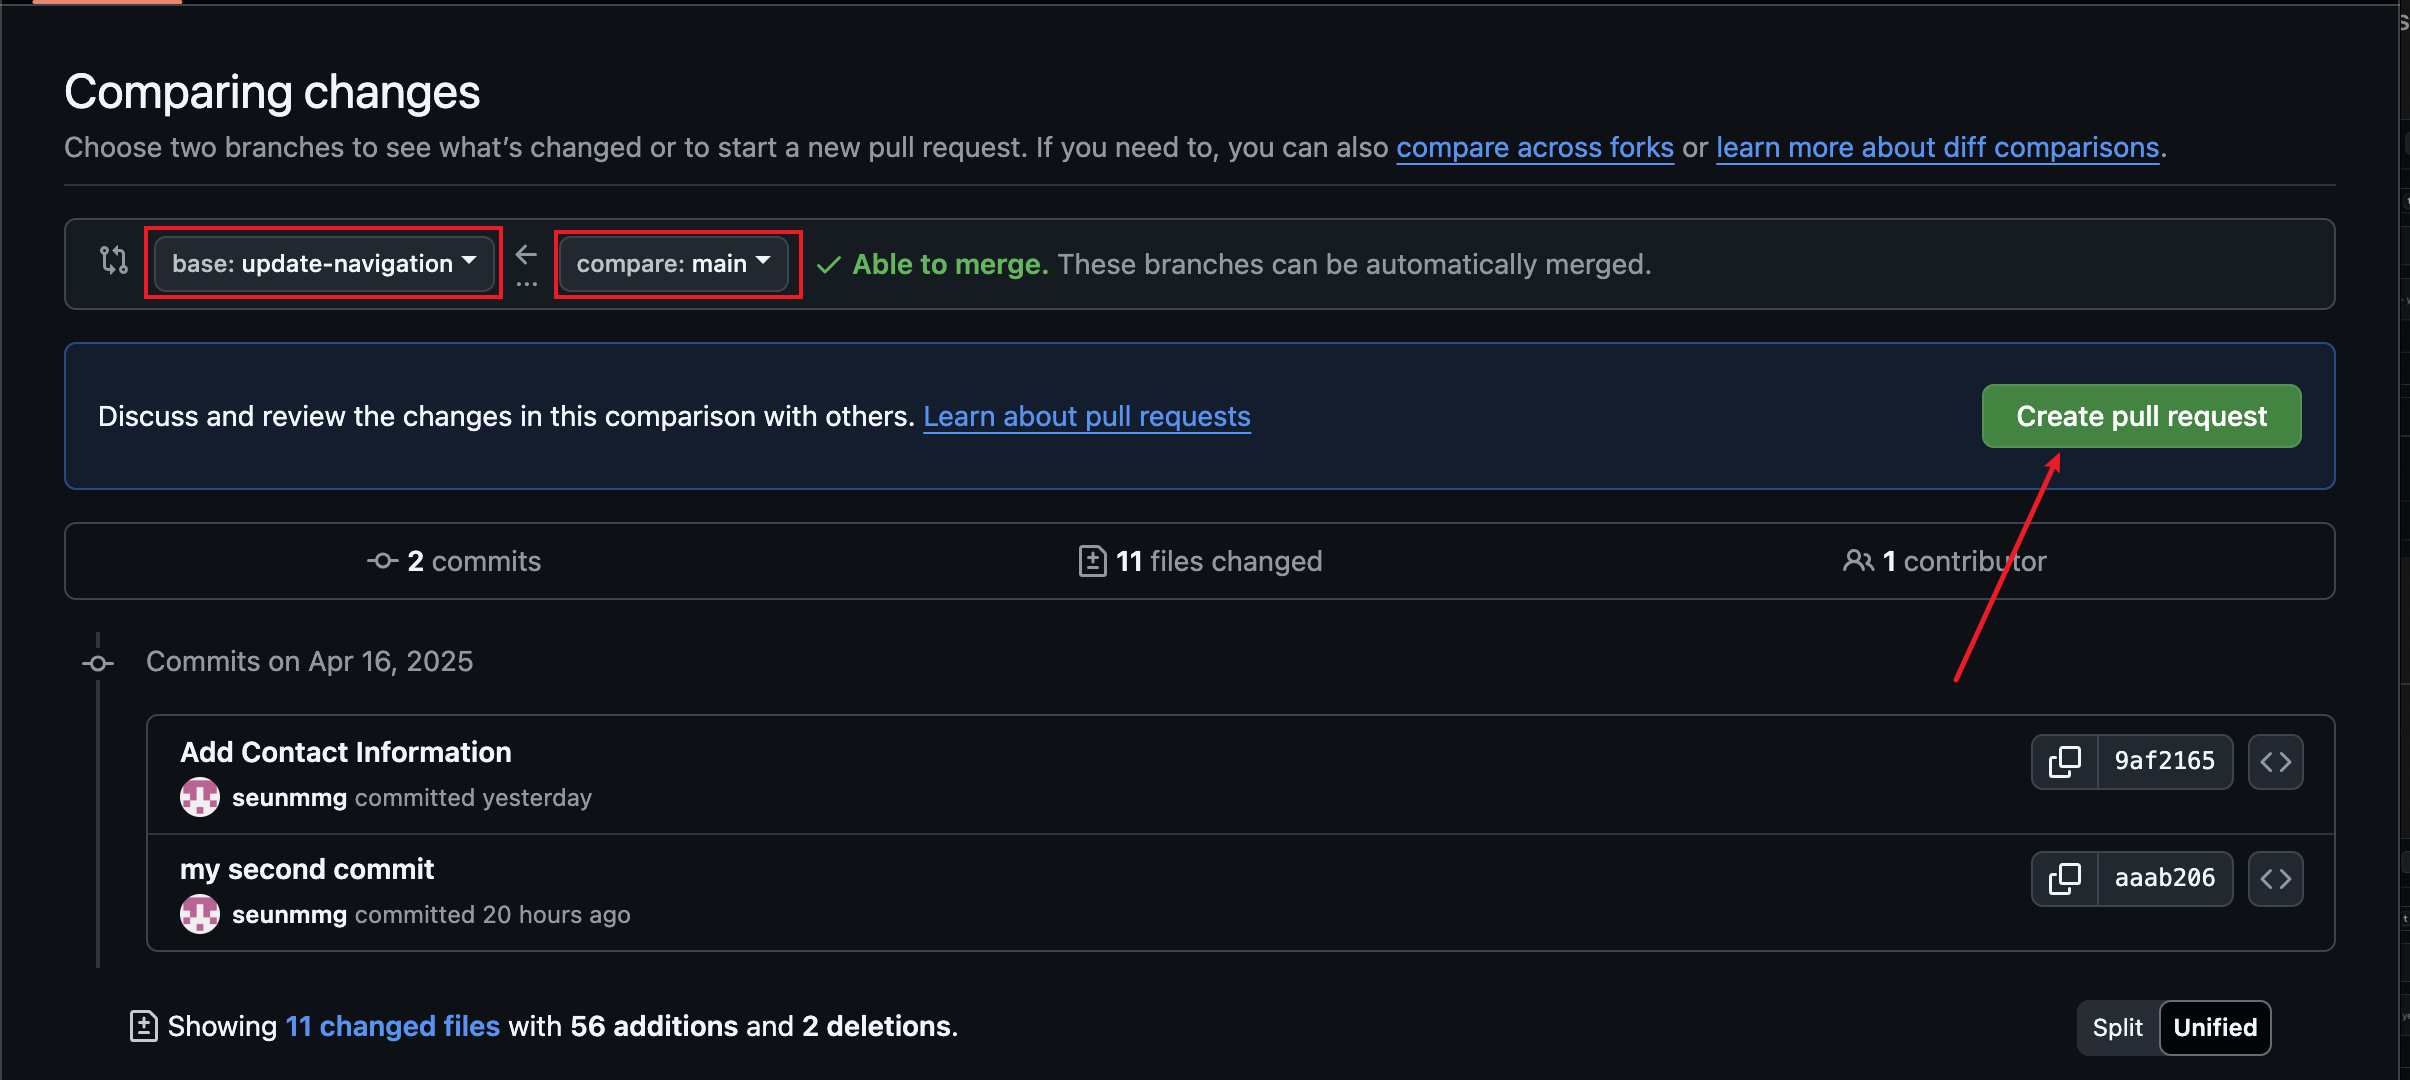 Comparing changes
Choose two branches to see what’s changed or to start a new pull request. If you need to, you can also compare across forks or learn more about diff comparisons.
base: update-navigation ← ... compare: main ✓ Able to merge. These branches can be automatically merged.
Discuss and review the changes in this comparison with others. Learn about pull requests
Create pull request
2 commits
11 files changed
1 contributor
Commits on Apr 16, 2025
Add Contact Information
seunmmg committed yesterday
9af2165
my second commit
seunmmg committed 20 hours ago
aaab206
Showing 11 changed files with 56 additions and 2 deletions.
Split Unified